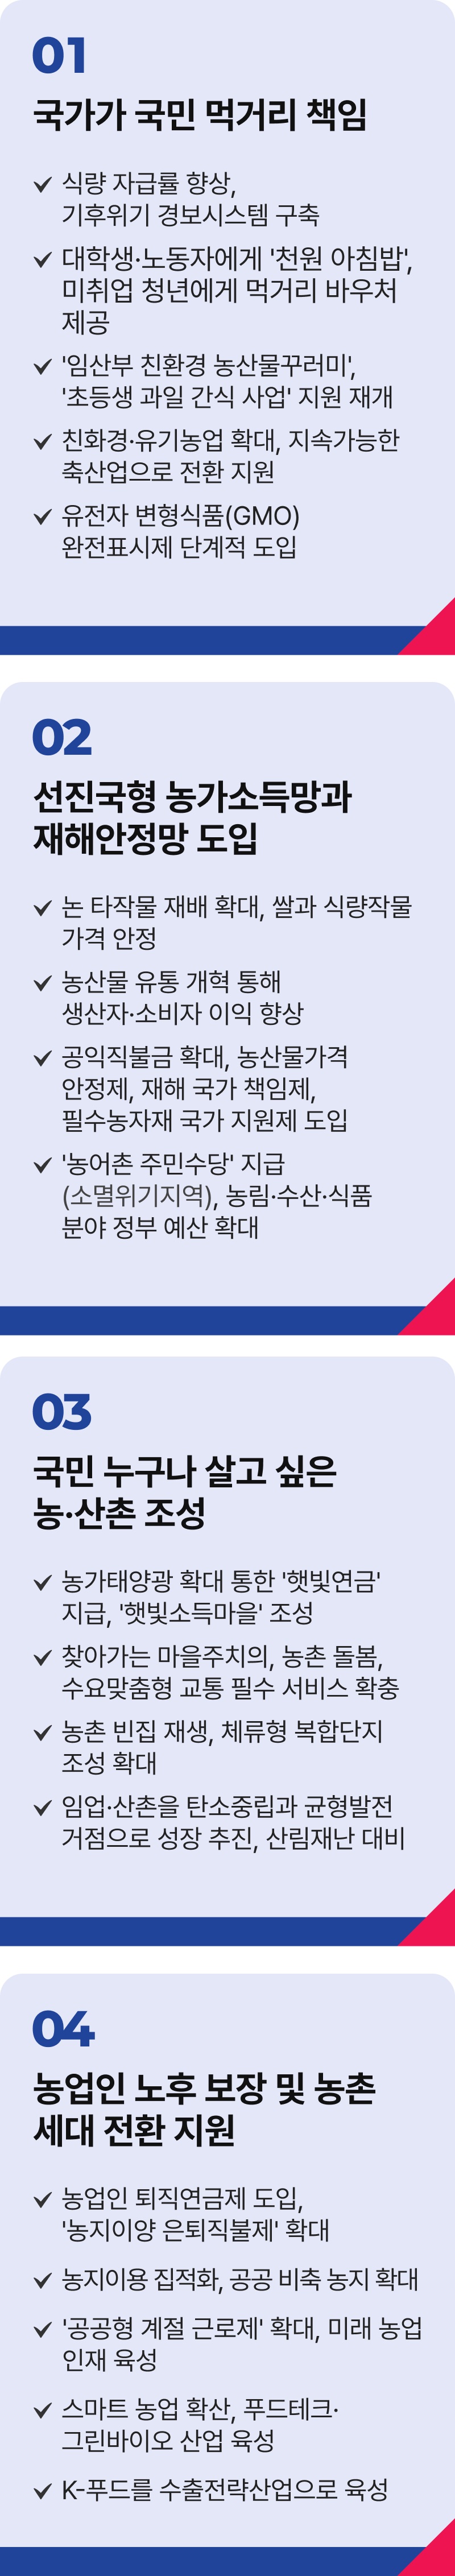 01
국가가 국민 먹거리 책임
식량 자급률 향상,
기후위기 경보시스템 구축
대학생·노동자에게 '천원 아침밥',
미취업 청년에게 먹거리 바우처
제공
'임산부 친환경 농산물꾸러미',
'초등생 과일 간식 사업' 지원 재개
친화경·유기농업 확대, 지속가능한
축산업으로 전환 지원
유전자 변형식품(GMO)
완전표시제 단계적 도입
02
선진국형 농가소득망과
재해안정망 도입
논 타작물 재배 확대, 쌀과 식량작물
가격 안정
농산물 유통 개혁 통해
생산자·소비자 이익 향상
공익직불금 확대, 농산물가격
안정제, 재해 국가 책임제,
필수농자재 국가 지원제 도입
'농어촌 주민수당' 지급
(소멸위기지역), 농림·수산·식품
분야 정부 예산 확대
03
국민 누구나 살고 싶은
농·산촌 조성
농가태양광 확대 통한 '햇빛연금'
지급, '햇빛소득마을' 조성
찾아가는 마을주치의, 농촌 돌봄,
수요맞춤형 교통 필수 서비스 확충
농촌 빈집 재생, 체류형 복합단지
조성 확대
임업·산촌을 탄소중립과 균형발전
거점으로 성장 추진, 산림재난 대비
04
농업인 노후 보장 및 농촌
세대 전환 지원
농업인 퇴직연금제 도입,
'농지이양 은퇴직불제' 확대
농지이용 집적화, 공공 비축 농지 확대
'공공형 계절 근로제' 확대, 미래 농업
인재 육성
스마트 농업 확산, 푸드테크·
그린바이오 산업 육성
K-푸드를 수출전략산업으로 육성